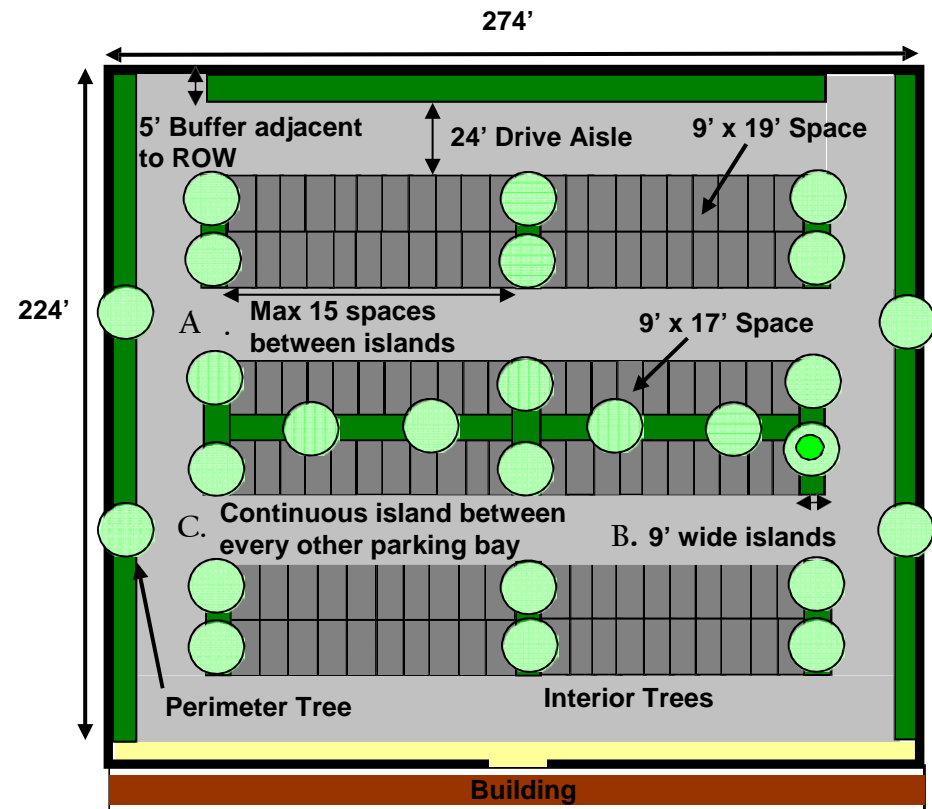 274'
5' Buffer adjacent
to ROW
24' Drive Aisle
9' x 19' Space
224'
A .
Max 15 spaces
between islands
9' x 17' Space
C. Continuous island between
every other parking bay
B. 9' wide islands
Perimeter Tree
Interior Trees
Building